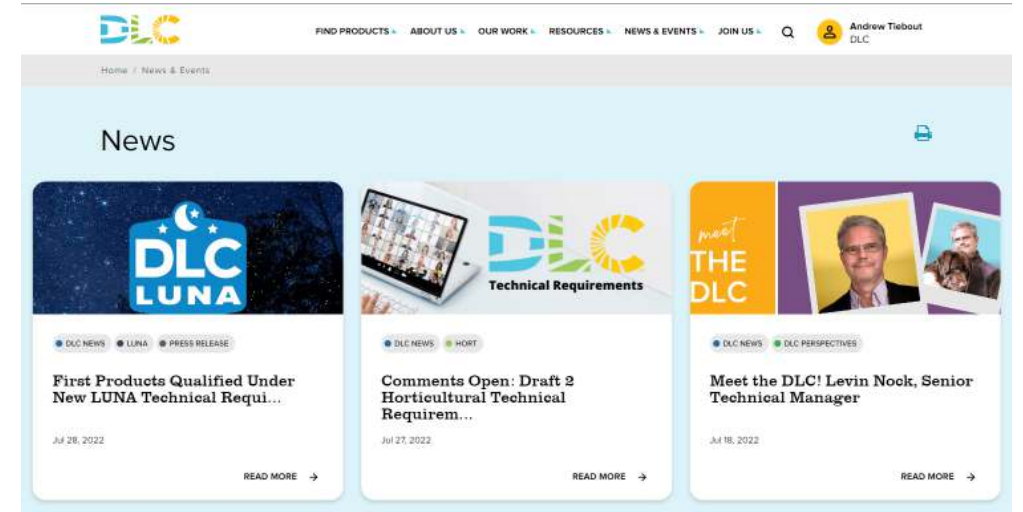 DLC
FIND PRODUCTS ABOUT US OUR WORK RESOURCES NEWS & EVENTS JOIN US
Andrew Tiebout
DLC
Home / News & Events
News
DLC
LUNA
DLC NEWS LUNA PRESS RELEASE
First Products Qualified Under
New LUNA Technical Requi...
Jul 28, 2022
READ MORE →
DLC
Technical Requirements
DLC NEWS HORT
Comments Open: Draft 2
Horticultural Technical
Requirem...
Jul 27, 2022
READ MORE →
meet
THE
DLC
DLC NEWS DLC PERSPECTIVES
Meet the DLC! Levin Nock, Senior
Technical Manager
Jul 18, 2022
READ MORE →